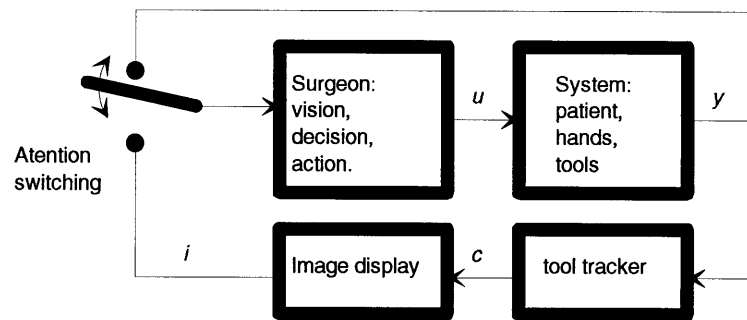 Surgeon:
vision,
decision,
action.
u
System:
patient,
hands,
tools
y
Atention
switching
i
Image display
c
tool tracker